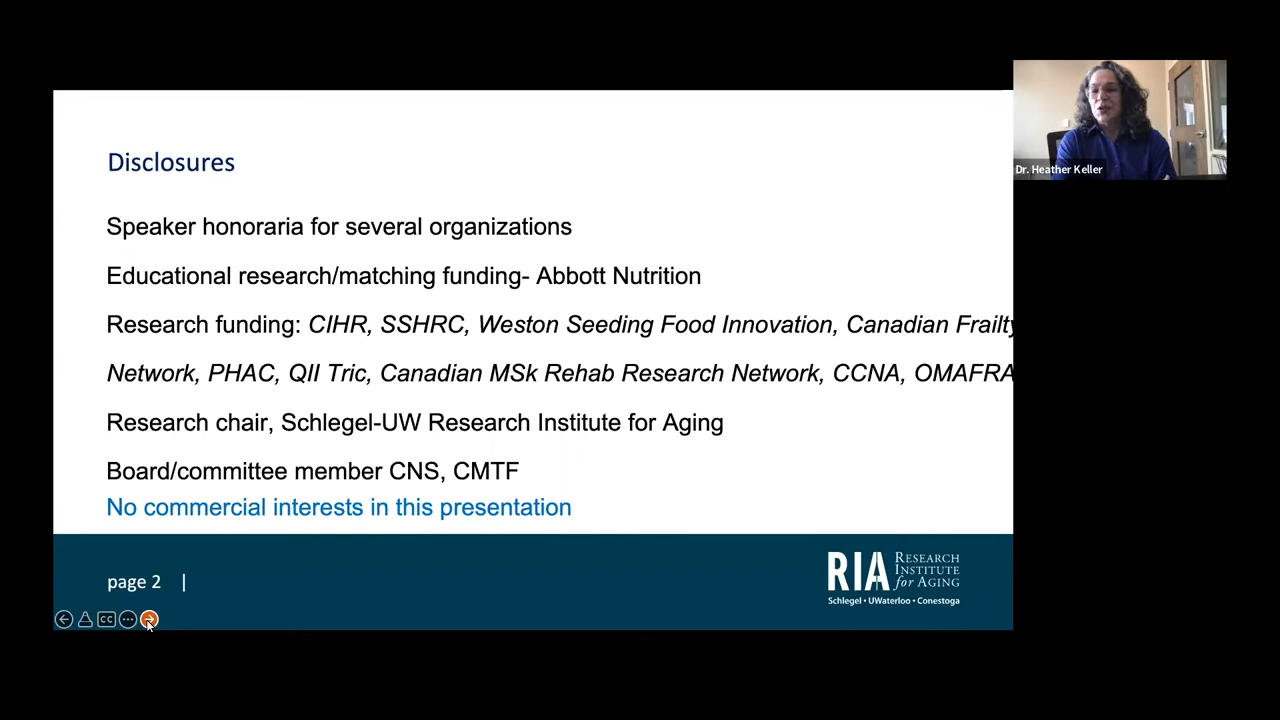 Disclosures
Speaker honoraria for several organizations
Educational research/matching funding- Abbott Nutrition
Research funding: CIHR, SSHRC, Weston Seeding Food Innovation, Canadian Frailty
Network, PHAC, QII Tric, Canadian MSk Rehab Research Network, CCNA, OMAFRA
Research chair, Schlegel-UW Research Institute for Aging
Board/committee member CNS, CMTF
No commercial interests in this presentation
page 2 |
RIA RESEARCH
INSTITUTE
for AGING
Schlegel • UWaterloo • Conestoga
CC
Dr. Heather Keller